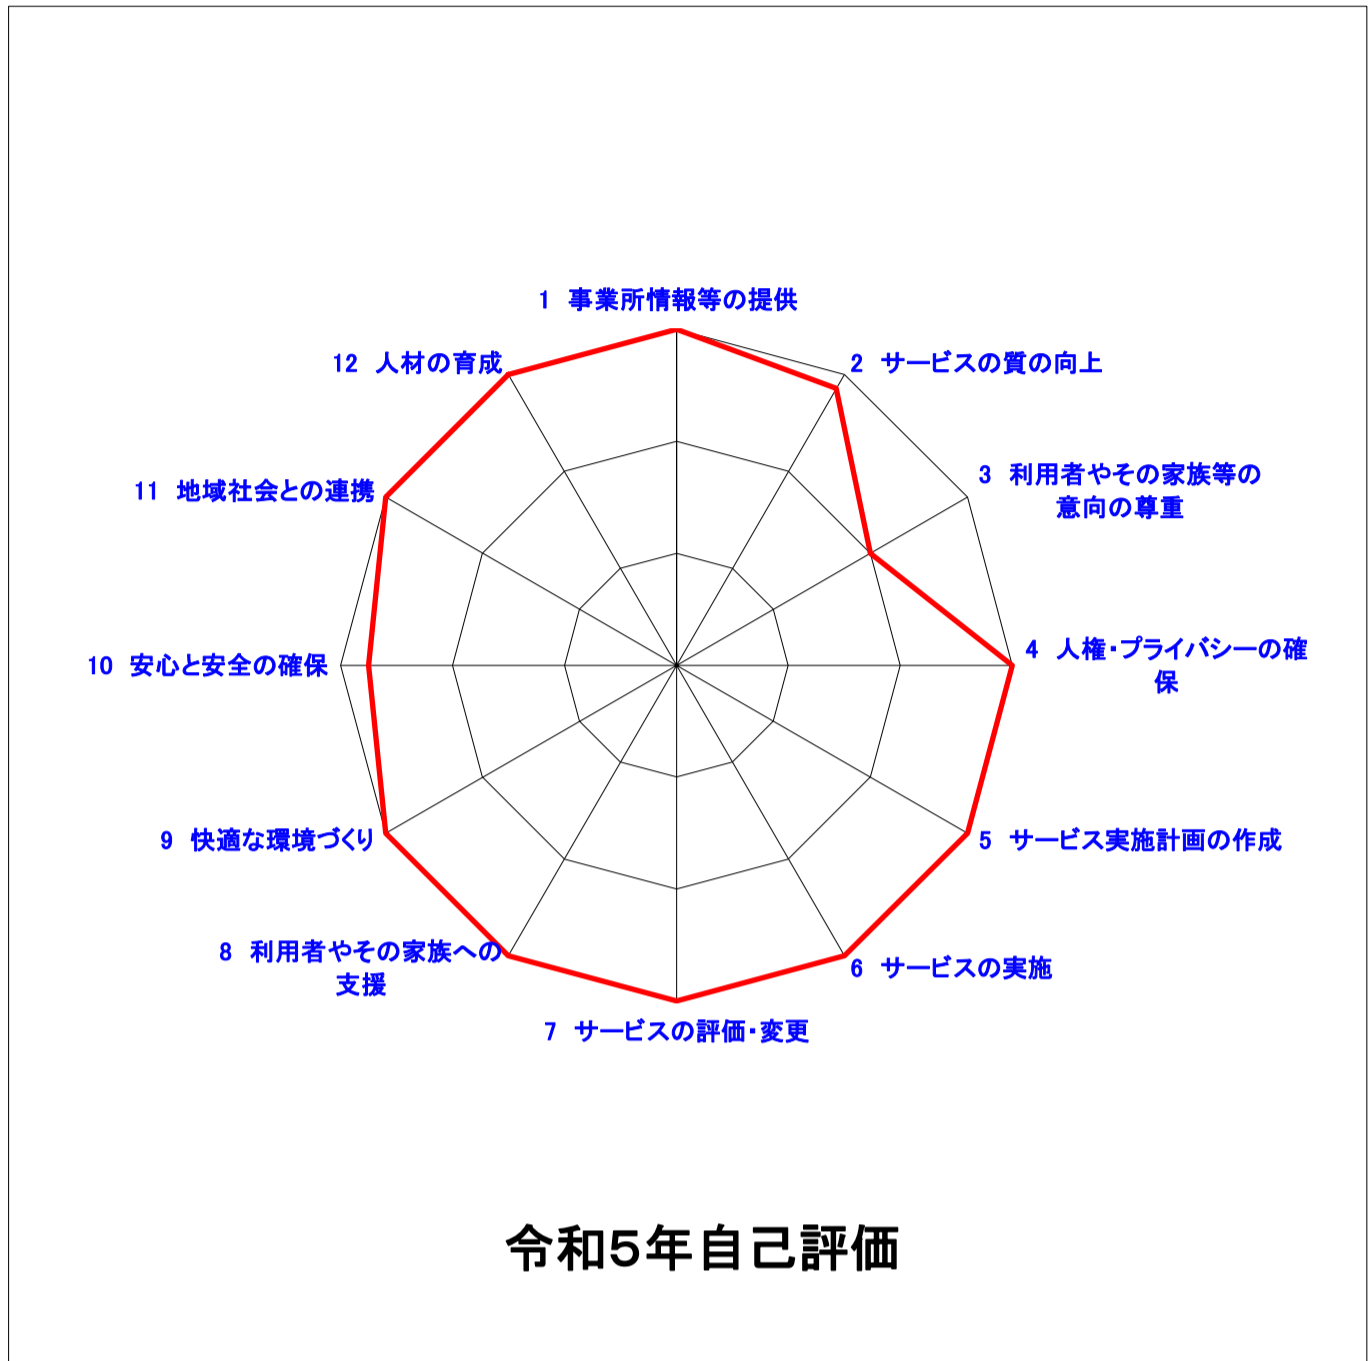 1 事業所情報等の提供
2 サービスの質の向上
3 利用者やその家族等の
意向の尊重
4 人権・プライバシーの確
保
5 サービス実施計画の作成
6 サービスの実施
7 サービスの評価・変更
8 利用者やその家族への
支援
9 快適な環境づくり
10 安心と安全の確保
11 地域社会との連携
12 人材の育成
令和5年自己評価